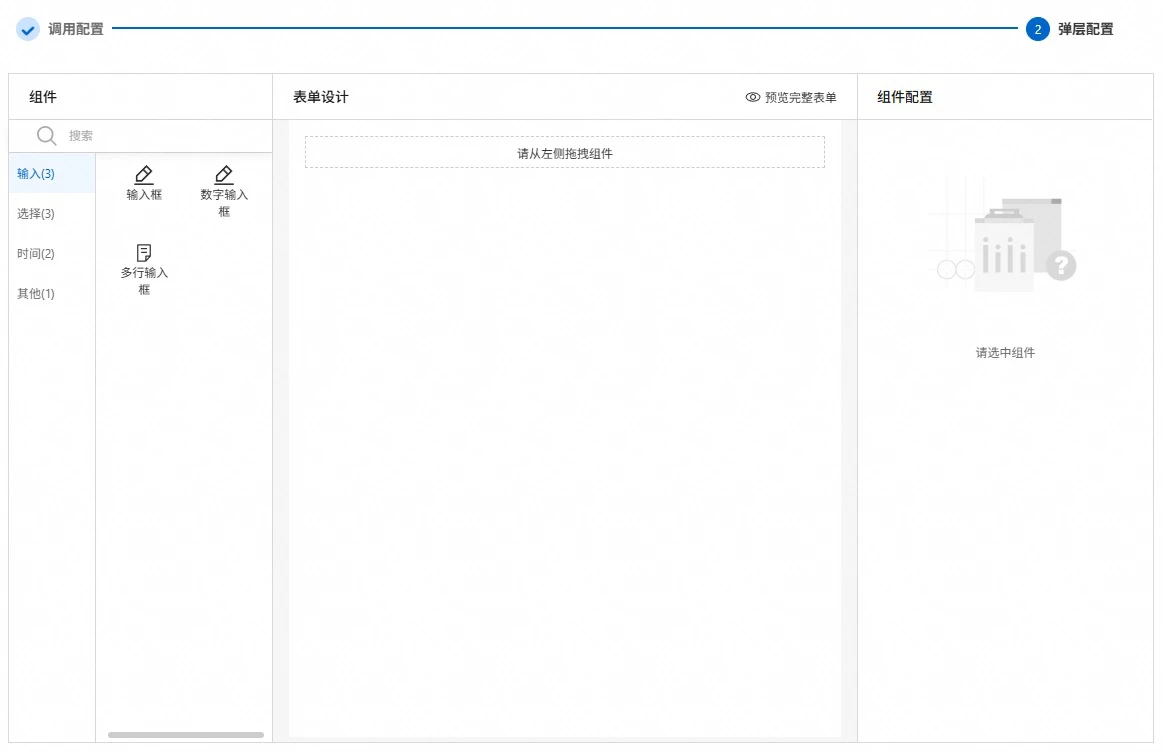 调用配置
2 弹层配置
组件
表单设计
预览完整表单
组件配置
搜索
输入(3)
选择(3)
时间(2)
其他(1)
输入框
数字输入
框
多行输入
框
请从左侧拖拽组件
?
请选中组件